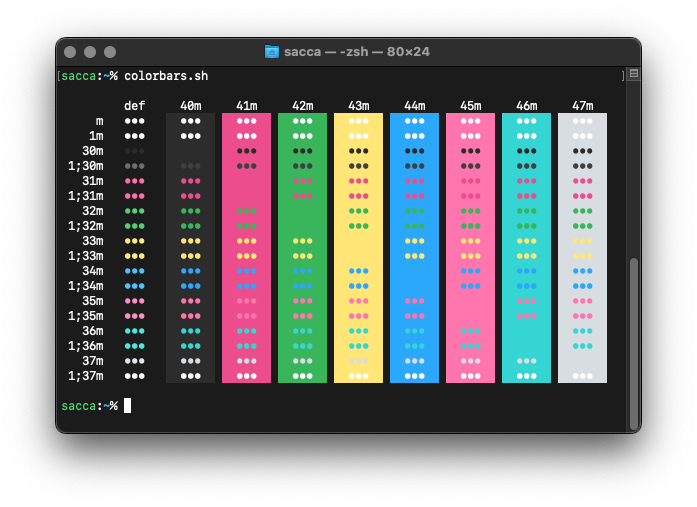 sacca — -zsh — 80×24
[sacca:~% colorbars.sh ]
def 40m 41m 42m 43m 44m 45m 46m 47m
m ••• ••• ••• ••• ••• ••• ••• ••• •••
1m ••• ••• ••• ••• ••• ••• ••• ••• •••
30m ••• ••• ••• ••• ••• ••• ••• •••
1;30m ••• ••• ••• ••• ••• ••• ••• ••• •••
31m ••• ••• ••• ••• ••• ••• ••• •••
1;31m ••• ••• ••• ••• ••• ••• ••• •••
32m ••• ••• ••• ••• ••• ••• ••• •••
1;32m ••• ••• ••• ••• ••• ••• ••• •••
33m ••• ••• ••• ••• ••• ••• ••• •••
1;33m ••• ••• ••• ••• ••• ••• ••• •••
34m ••• ••• ••• ••• ••• ••• ••• •••
1;34m ••• ••• ••• ••• ••• ••• ••• •••
35m ••• ••• ••• ••• ••• ••• ••• •••
1;35m ••• ••• ••• ••• ••• ••• ••• •••
36m ••• ••• ••• ••• ••• ••• ••• •••
1;36m ••• ••• ••• ••• ••• ••• ••• •••
37m ••• ••• ••• ••• ••• ••• ••• •••
1;37m ••• ••• ••• ••• ••• ••• ••• ••• •••
sacca:~%